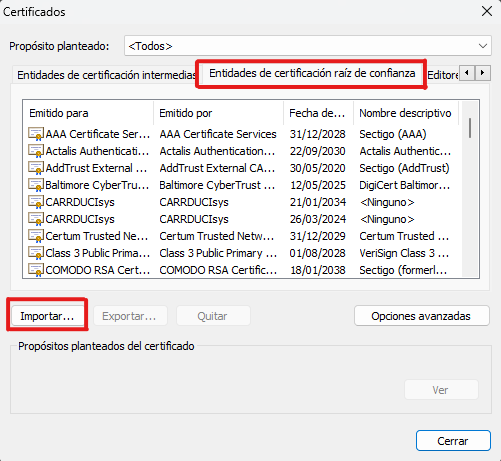 Certificados
Propósito planteado: <Todos>
Entidades de certificación intermedias Entidades de certificación raíz de confianza Editore
Emitido para Emitido por Fecha de... Nombre descriptivo
AAA Certificate Ser... AAA Certificate Services 31/12/2028 Sectigo (AAA)
Actalis Authentication... Actalis Authentication... 22/09/2030 Actalis Authentic...
AddTrust External ... AddTrust External CA... 30/05/2020 Sectigo (AddTrust)
Baltimore CyberTru... Baltimore CyberTrust ... 12/05/2025 DigiCert Baltimor...
CARRDUCIsys CARRDUCIsys 21/01/2034 <Ninguno>
CARRDUCIsys CARRDUCIsys 26/03/2024 <Ninguno>
Certum Trusted Ne... Certum Trusted Netw... 31/12/2029 Certum Trusted ...
Class 3 Public Prima... Class 3 Public Primary ... 01/08/2028 VeriSign Class 3 ...
COMODO RSA Cert... COMODO RSA Certific... 18/01/2038 Sectigo (formerl...
Importar... Exportar... Quitar Opciones avanzadas
Propósitos planteados del certificado
Ver
Cerrar